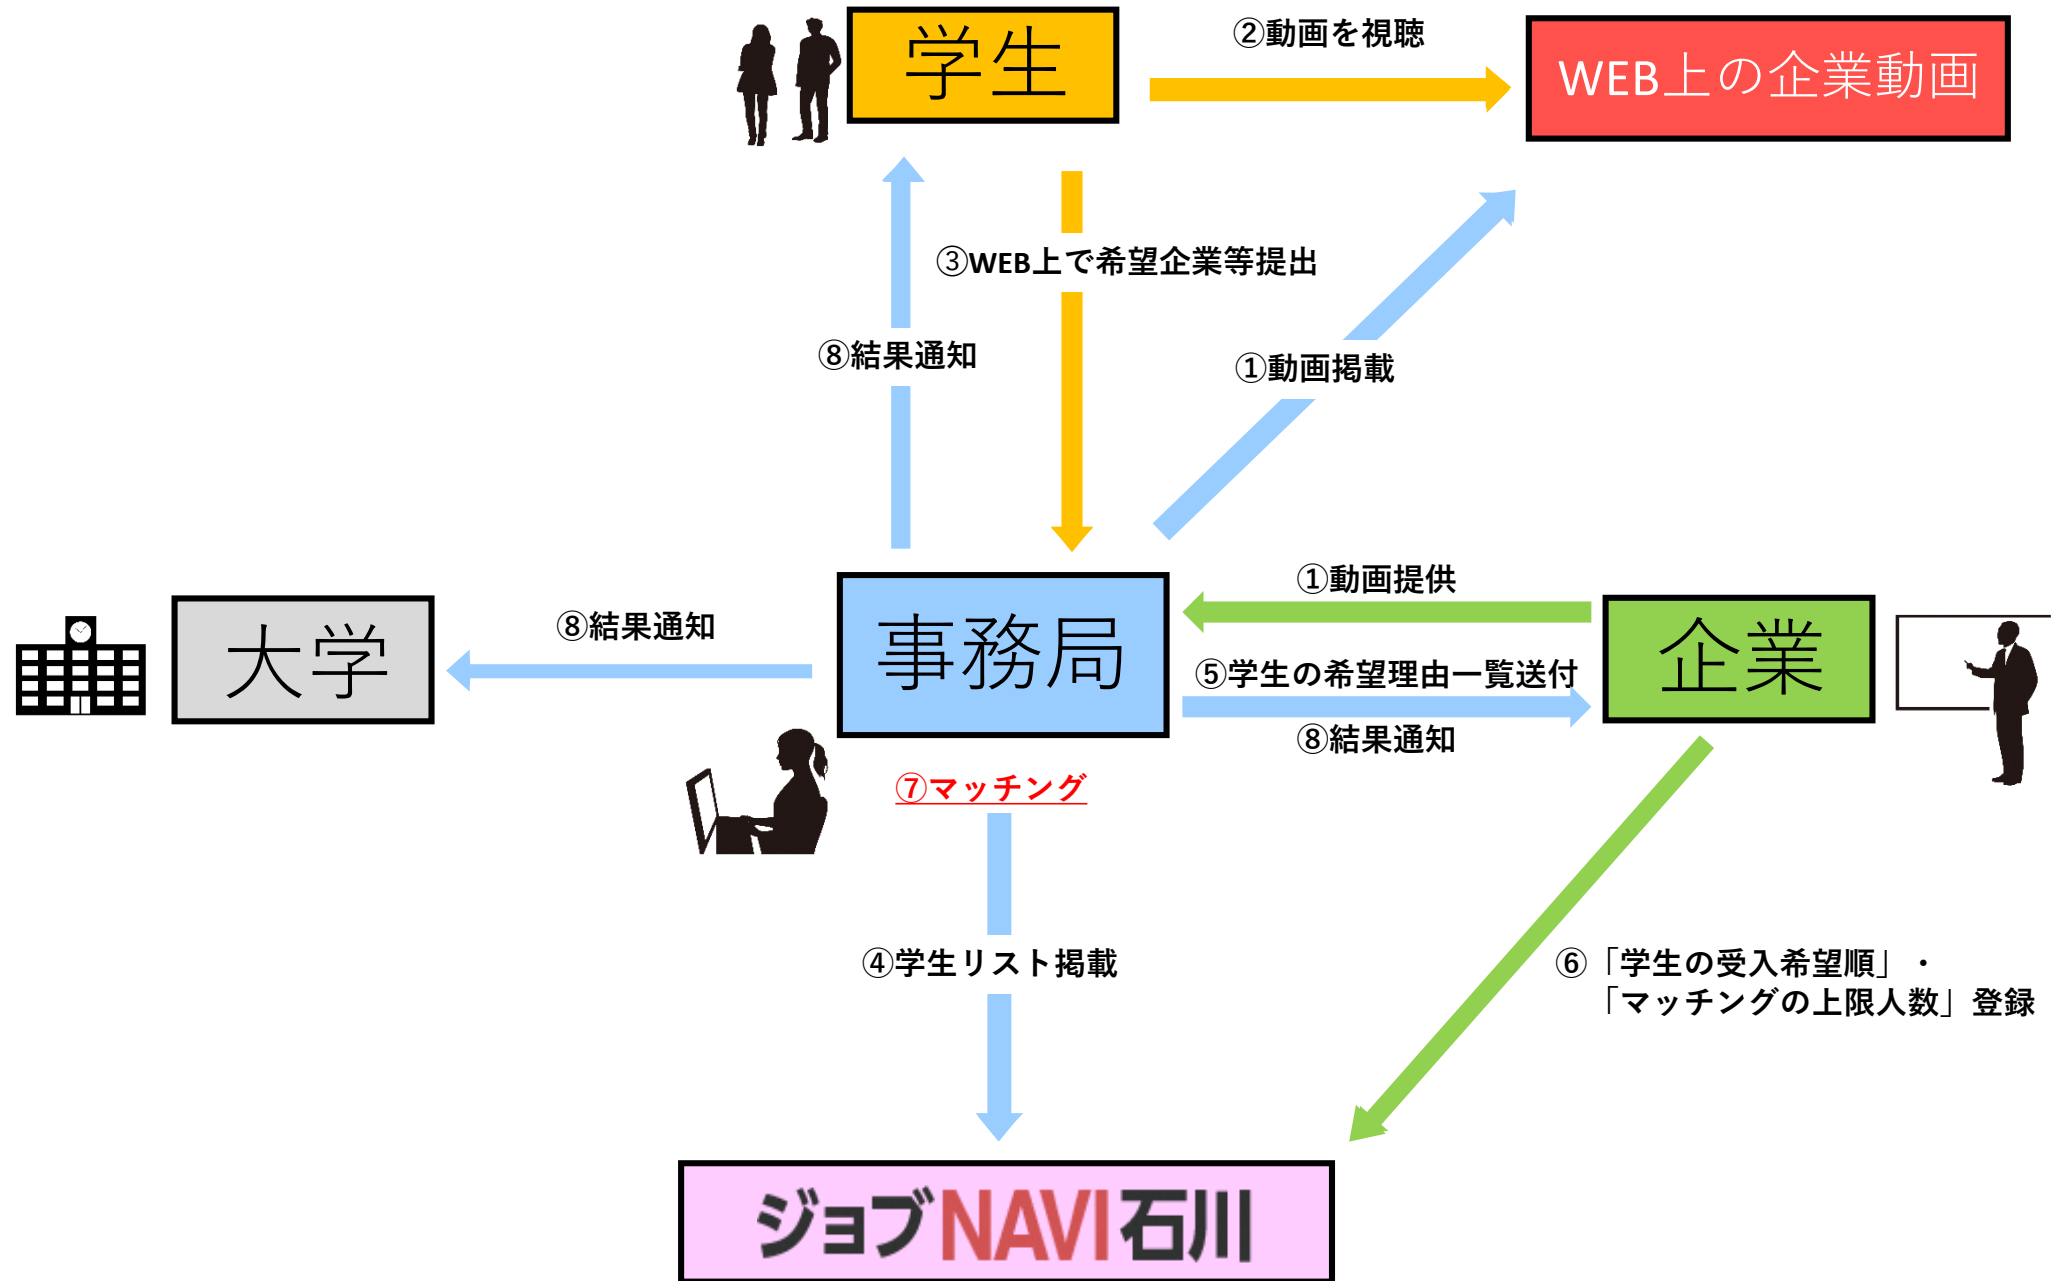 学生
②動画を視聴
WEB上の企業動画
③WEB上で希望企業等提出
⑧結果通知
①動画掲載
①動画提供
大学
⑧結果通知
事務局
⑤学生の希望理由一覧送付
企業
⑧結果通知
⑦マッチング
④学生リスト掲載
⑥「学生の受入希望順」・
「マッチングの上限人数」登録
ジョブNAVI石川